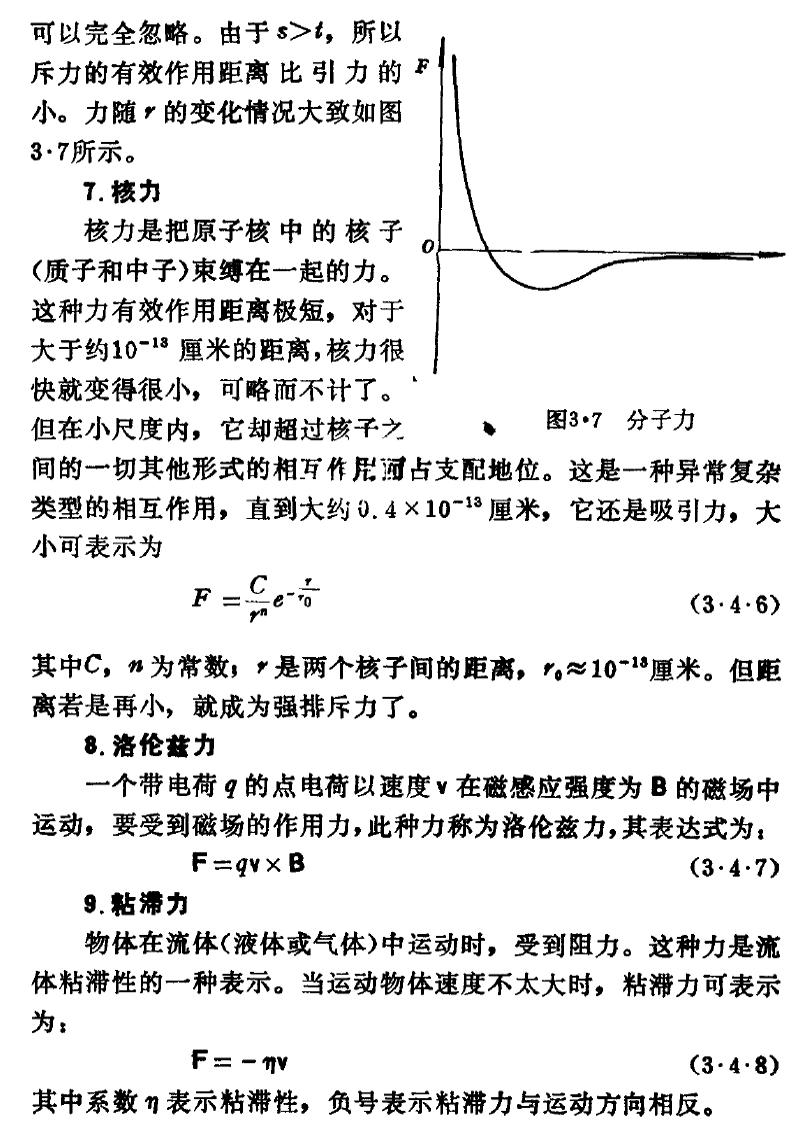 可以完全忽略。由于 s>t，所以
斥力的有效作用距离比引力的
小。力随 r 的变化情况大致如图
3·7所示。
F
O
图3·7 分子力
7.核力
核力是把原子核中的核子
(质子和中子)束缚在一起的力。
这种力有效作用距离极短，对于
大于约10⁻¹³ 厘米的距离，核力很
快就变得很小，可略而不计了。
但在小尺度内，它却超过核子之
间的一切其他形式的相互作用而占支配地位。这是一种异常复杂
类型的相互作用，直到大约 0.4×10⁻¹³ 厘米，它还是吸引力，大
小可表示为
F = C/rⁿ e^(-r/r₀) (3·4·6)
其中C，n 为常数；r 是两个核子间的距离，r₀≈10⁻¹³厘米。但距
离若是再小，就成为强排斥力了。
8.洛伦兹力
一个带电荷 q 的点电荷以速度 v 在磁感应强度为 B 的磁场中
运动，要受到磁场的作用力，此种力称为洛伦兹力，其表达式为：
F=qv×B (3·4·7)
9.粘滞力
物体在流体(液体或气体)中运动时，受到阻力。这种力是流
体粘滞性的一种表示。当运动物体速度不太大时，粘滞力可表示
为：
F=－ηv (3·4·8)
其中系数 η 表示粘滞性，负号表示粘滞力与运动方向相反。